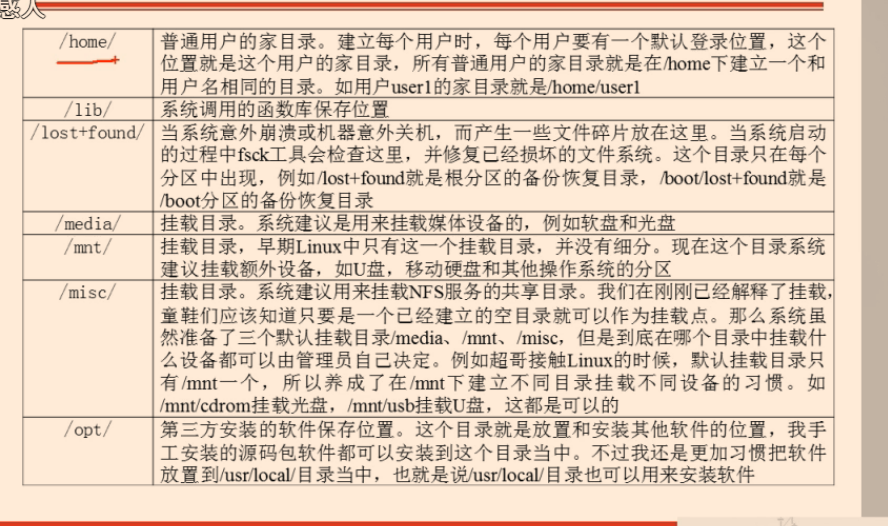 感人
/home/
普通用户的家目录。建立每个用户时，每个用户要有一个默认登录位置，这个
位置就是这个用户的家目录，所有普通用户的家目录就是在/home下建立一个和
用户名相同的目录。如用户user1的家目录就是/home/user1
/lib/
系统调用的函数库保存位置
/lost+found/
当系统意外崩溃或机器意外关机，而产生一些文件碎片放在这里。当系统启动
的过程中fsck工具会检查这里，并修复已经损坏的文件系统。这个目录只在每个
分区中出现，例如/lost+found就是根分区的备份恢复目录，/boot/lost+found就是
/boot分区的备份恢复目录
/media/
挂载目录。系统建议是用来挂载媒体设备的，例如软盘和光盘
/mnt/
挂载目录，早期Linux中只有这一个挂载目录，并没有细分。现在这个目录系统
建议挂载额外设备，如U盘，移动硬盘和其他操作系统的分区
/misc/
挂载目录。系统建议用来挂载NFS服务的共享目录。我们在刚刚已经解释了挂载，
童鞋们应该知道只要是一个已经建立的空目录就可以作为挂载点。那么系统虽
然准备了三个默认挂载目录/media、/mnt、/misc，但是到底在哪个目录中挂载什
么设备都可以由管理员自己决定。例如超哥接触Linux的时候，默认挂载目录只
有/mnt一个，所以养成了在/mnt下建立不同目录挂载不同设备的习惯。如
/mnt/cdrom挂载光盘，/mnt/usb挂载U盘，这都是可以的
/opt/
第三方安装的软件保存位置。这个目录就是放置和安装其他软件的位置，我手
工安装的源码包软件都可以安装到这个目录当中。不过我还是更加习惯把软件
放置到/usr/local/目录当中，也就是说/usr/local/目录也可以用来安装软件